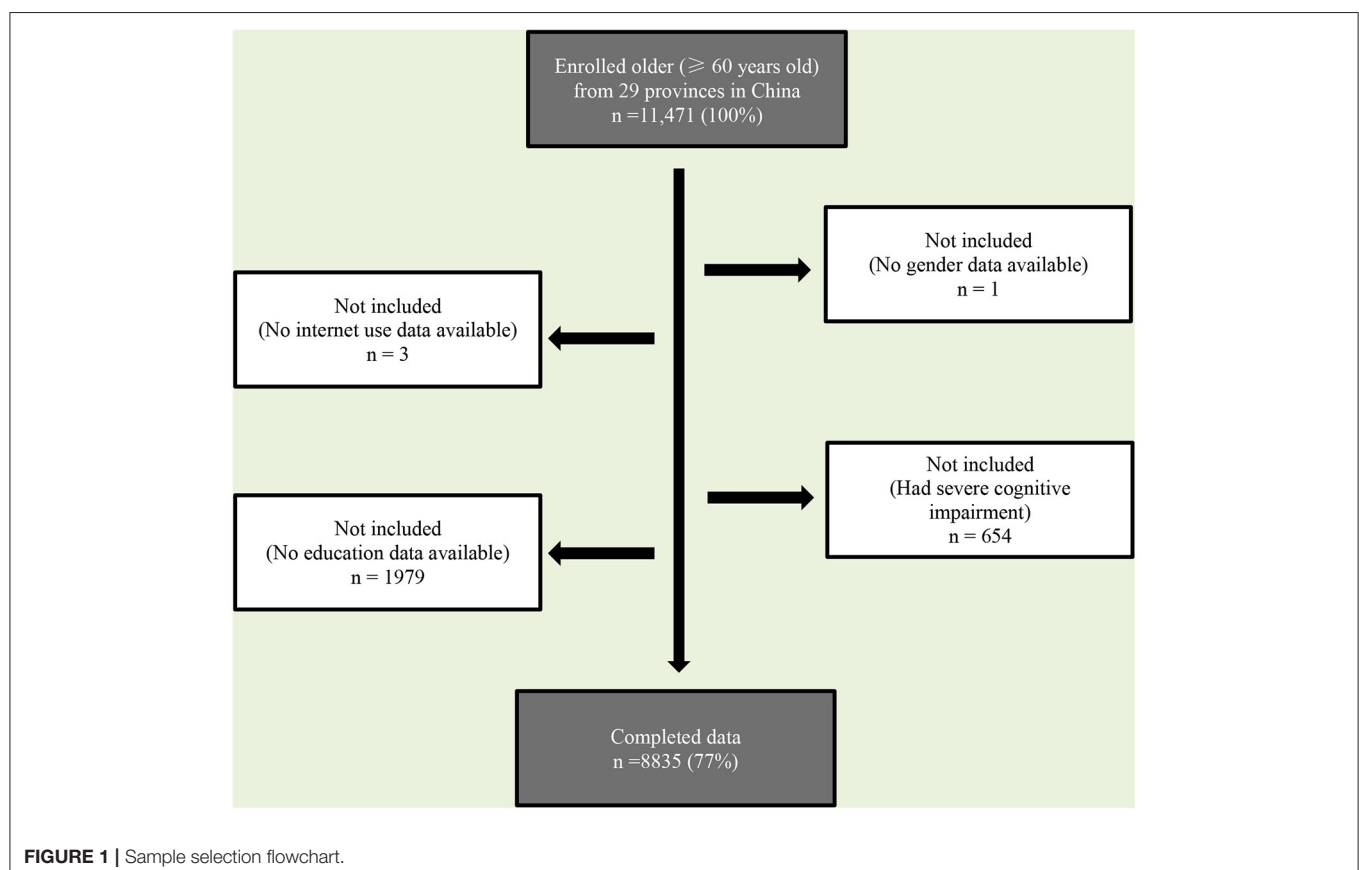 Enrolled older (≥ 60 years old)
from 29 provinces in China
n =11,471 (100%)
Not included
(No gender data available)
n = 1
Not included
(No internet use data available)
n = 3
Not included
(Had severe cognitive
impairment)
n = 654
Not included
(No education data available)
n = 1979
Completed data
n =8835 (77%)
FIGURE 1 | Sample selection flowchart.